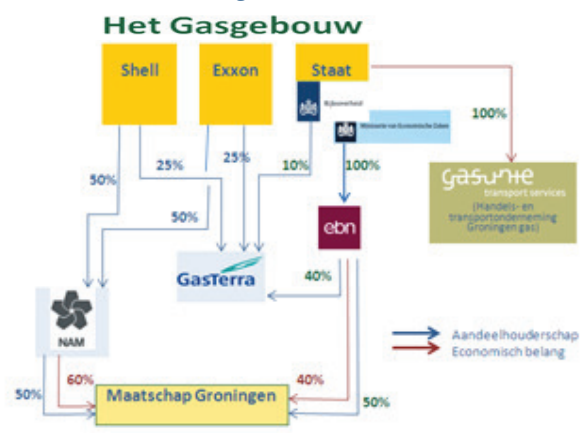 Het Gasgebouw
Shell
Exxon
Staat
Rijksoverheid
Ministerie van Economische Zaken
100%
50%
25%
25%
10%
100%
gasunie
transport services
(Handels- en
transportonderneming
Groningen gas)
50%
ebn
GasTerra
40%
NAM
Aandeelhouderschap
Economisch belang
50%
60%
Maatschap Groningen
40%
50%